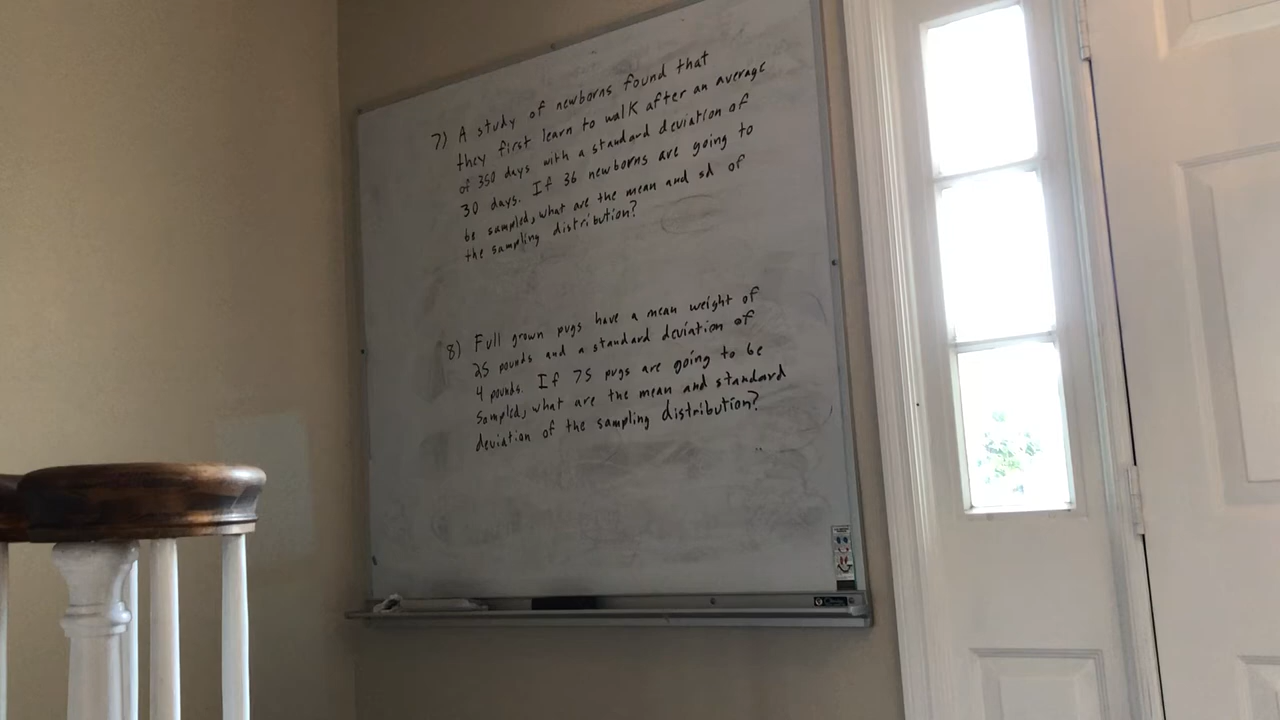 7) A study of newborns found that
they first learn to walk after an average
of 350 days with a standard deviation of
30 days. If 36 newborns are going to
be sampled, what are the mean and sd of
the sampling distribution?
8) Full grown pugs have a mean weight of
25 pounds and a standard deviation of
4 pounds. If 75 pugs are going to be
sampled, what are the mean and standard
deviation of the sampling distribution?